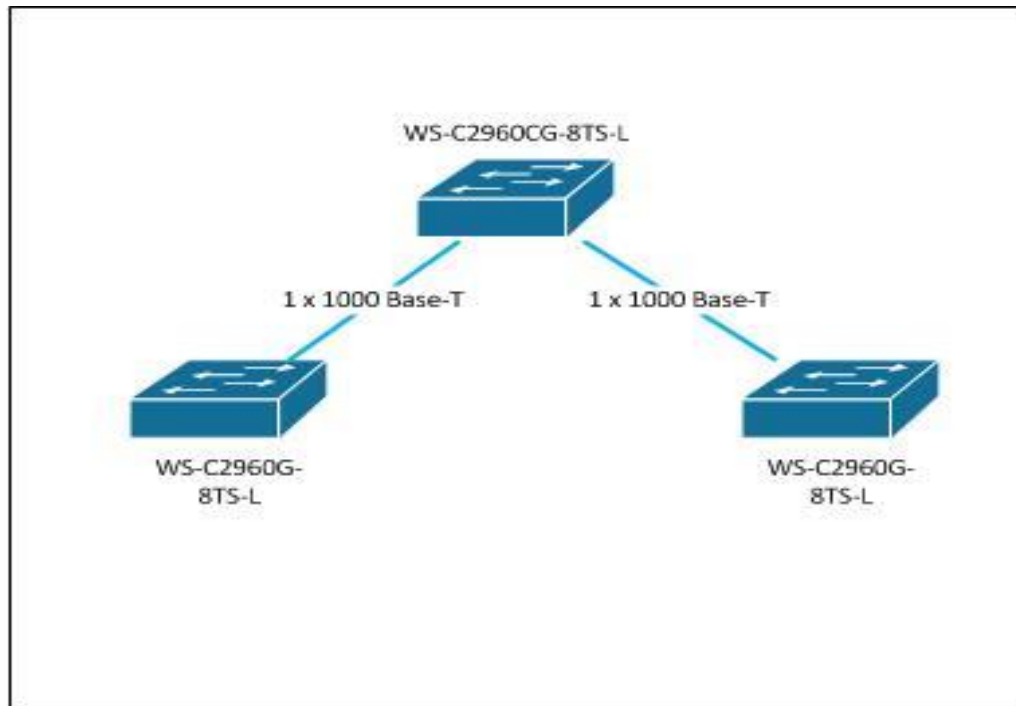 WS-C2960CG-8TS-L
1 x 1000 Base-T
1 x 1000 Base-T
WS-C2960G-
8TS-L
WS-C2960G-
8TS-L